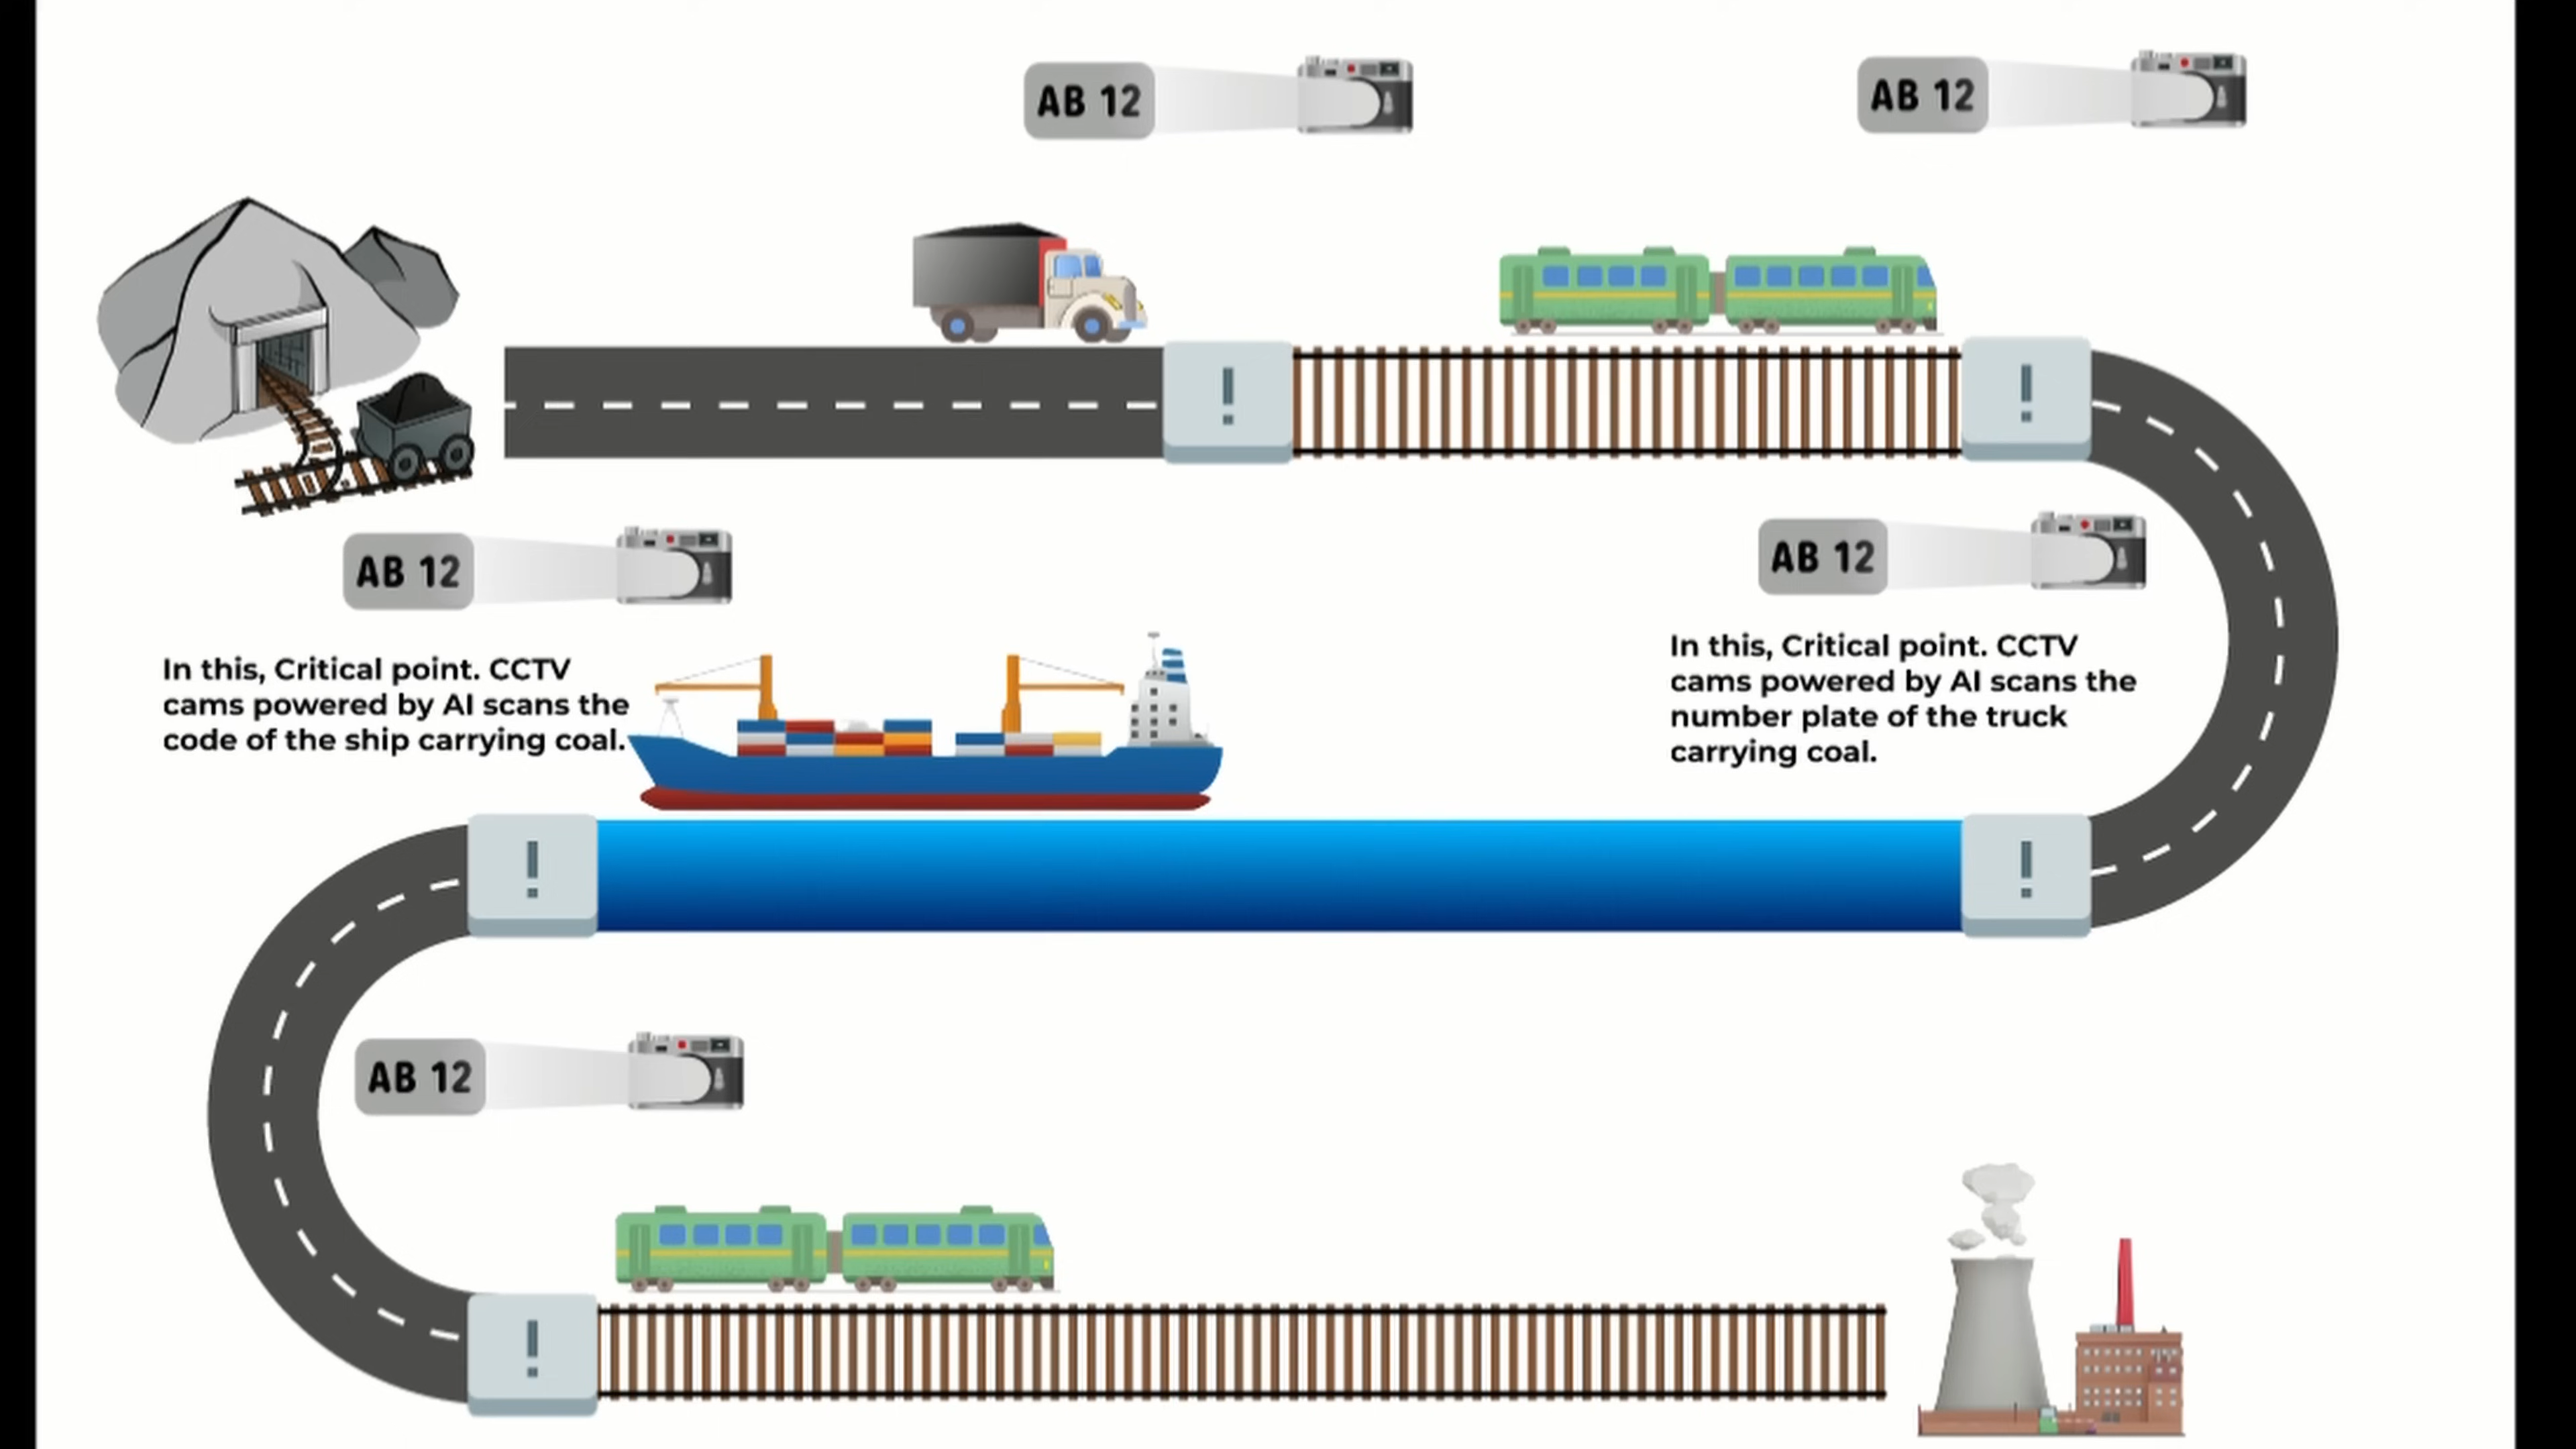 AB 12
AB 12
AB 12
AB 12
In this, Critical point. CCTV
cams powered by AI scans the
code of the ship carrying coal.
In this, Critical point. CCTV
cams powered by AI scans the
number plate of the truck
carrying coal.
!
!
!
!
AB 12
!